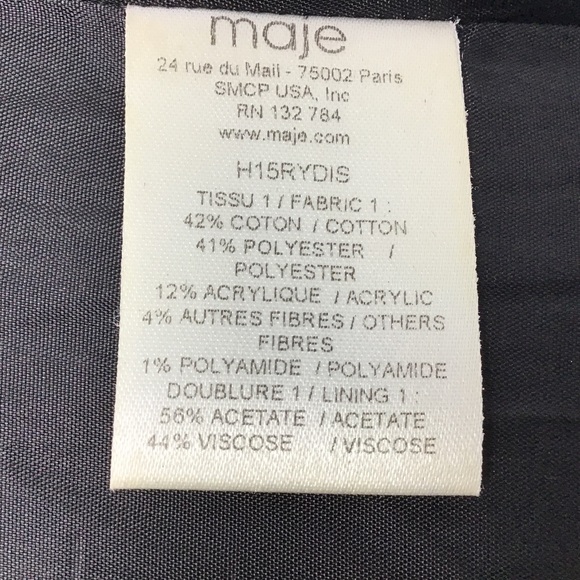 maje
24 rue du Mail - 75002 Paris
SMCP USA, Inc
RN 132 784
www.maje.com
H15RYDIS
TISSU 1 / FABRIC 1 :
42% COTON / COTTON
41% POLYESTER /
POLYESTER
12% ACRYLIQUE / ACRYLIC
4% AUTRES FIBRES / OTHERS
FIBRES
1% POLYAMIDE / POLYAMIDE
DOUBLURE 1 / LINING 1 :
56% ACETATE / ACETATE
44% VISCOSE / VISCOSE